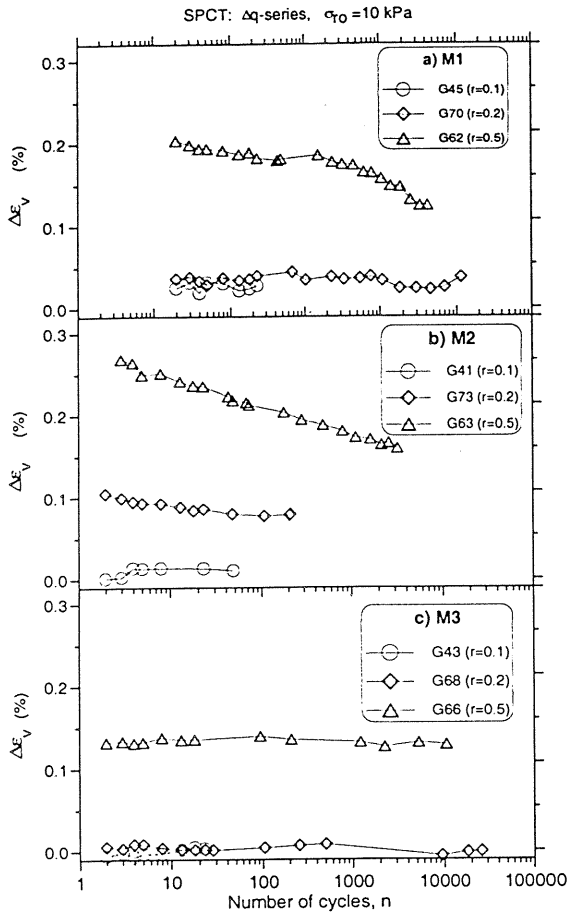 SPCT: Δq-series, σTO =10 kPa
a) M1
G45 (r=0.1)
G70 (r=0.2)
G62 (r=0.5)
Δεv (%)
0.3
0.2
0.1
0.0
b) M2
G41 (r=0.1)
G73 (r=0.2)
G63 (r=0.5)
Δεv (%)
0.3
0.2
0.1
0.0
c) M3
G43 (r=0.1)
G68 (r=0.2)
G66 (r=0.5)
Δεv (%)
0.3
0.2
0.1
0.0
1 10 100 1000 10000 100000
Number of cycles, n